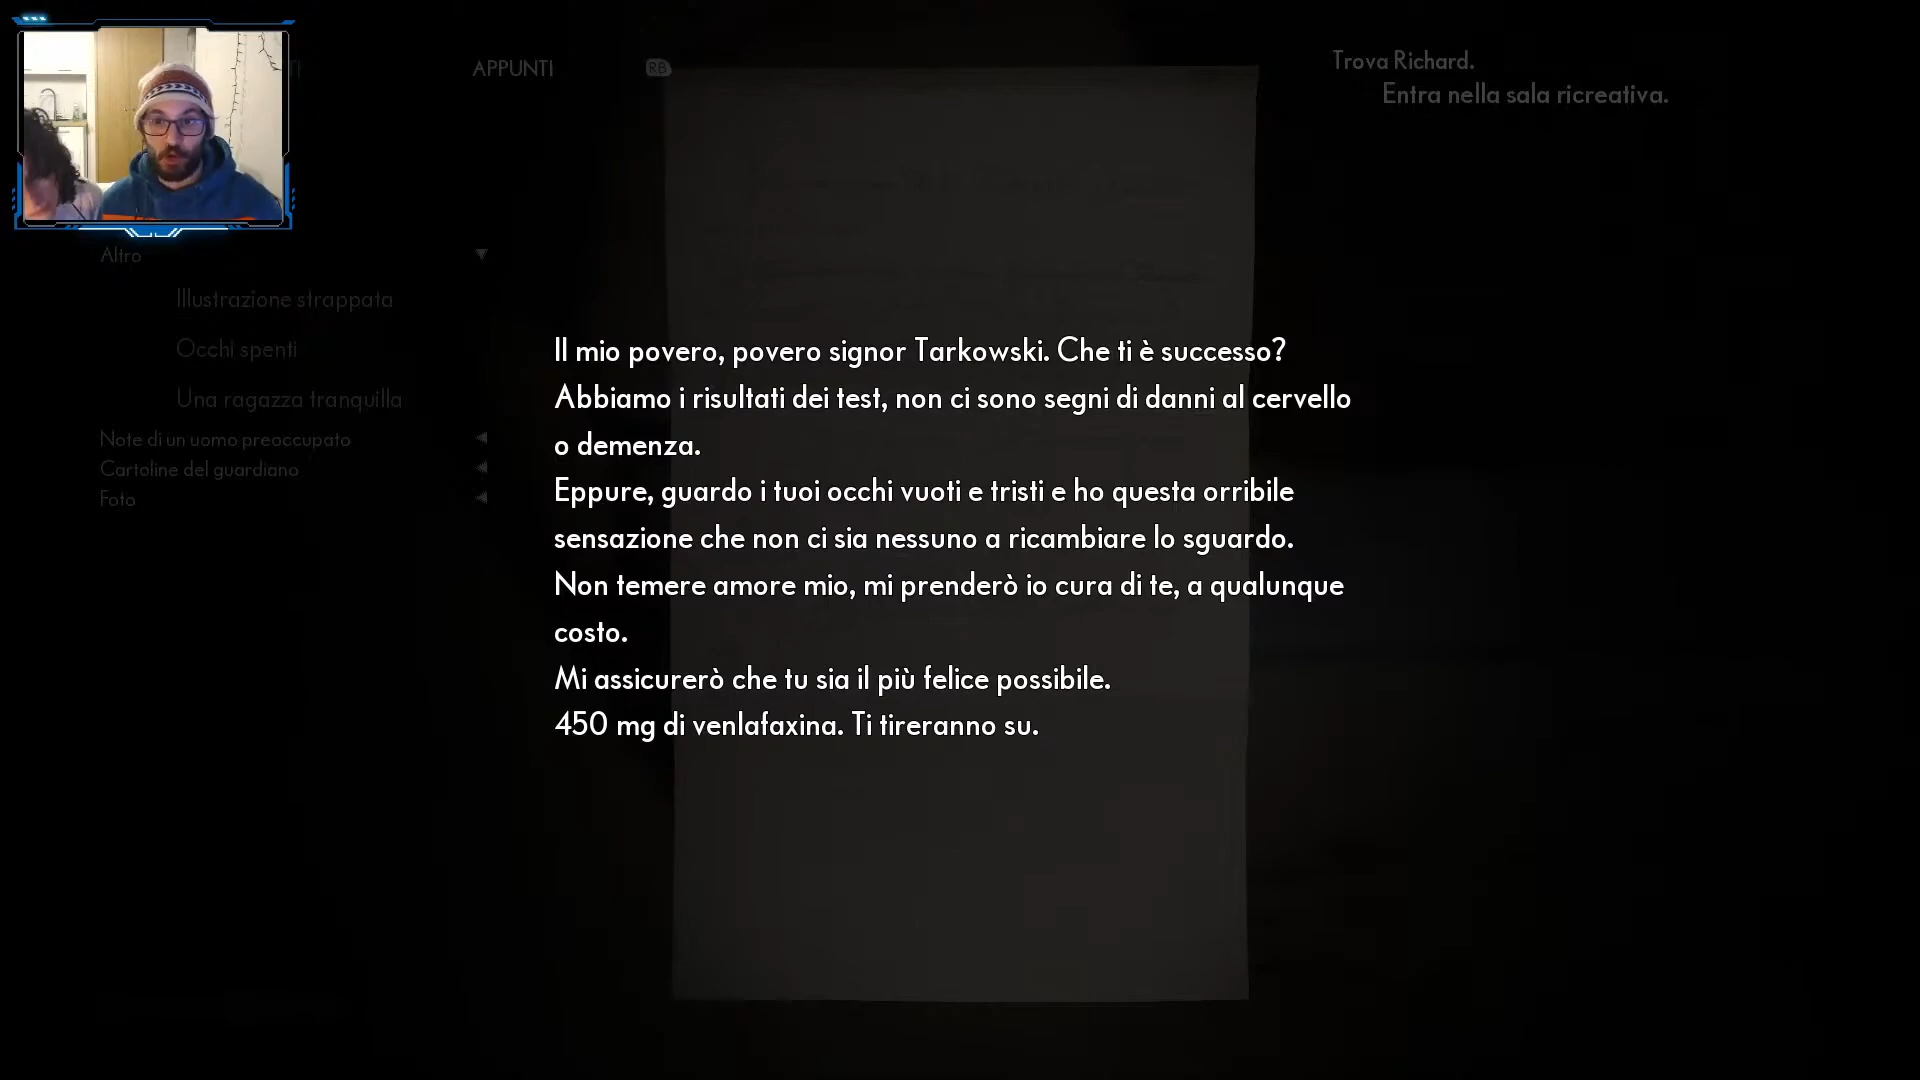 APPUNTI
RB
Trova Richard.
Entra nella sala ricreativa.
Altro
Illustrazione strappata
Occhi spenti
Una ragazza tranquilla
Note di un uomo preoccupato
Cartoline del guardiano
Foto
Il mio povero, povero signor Tarkowski. Che ti è successo?
Abbiamo i risultati dei test, non ci sono segni di danni al cervello
o demenza.
Eppure, guardo i tuoi occhi vuoti e tristi e ho questa orribile
sensazione che non ci sia nessuno a ricambiare lo sguardo.
Non temere amore mio, mi prenderò io cura di te, a qualunque
costo.
Mi assicurerò che tu sia il più felice possibile.
450 mg di venlafaxina. Ti tireranno su.